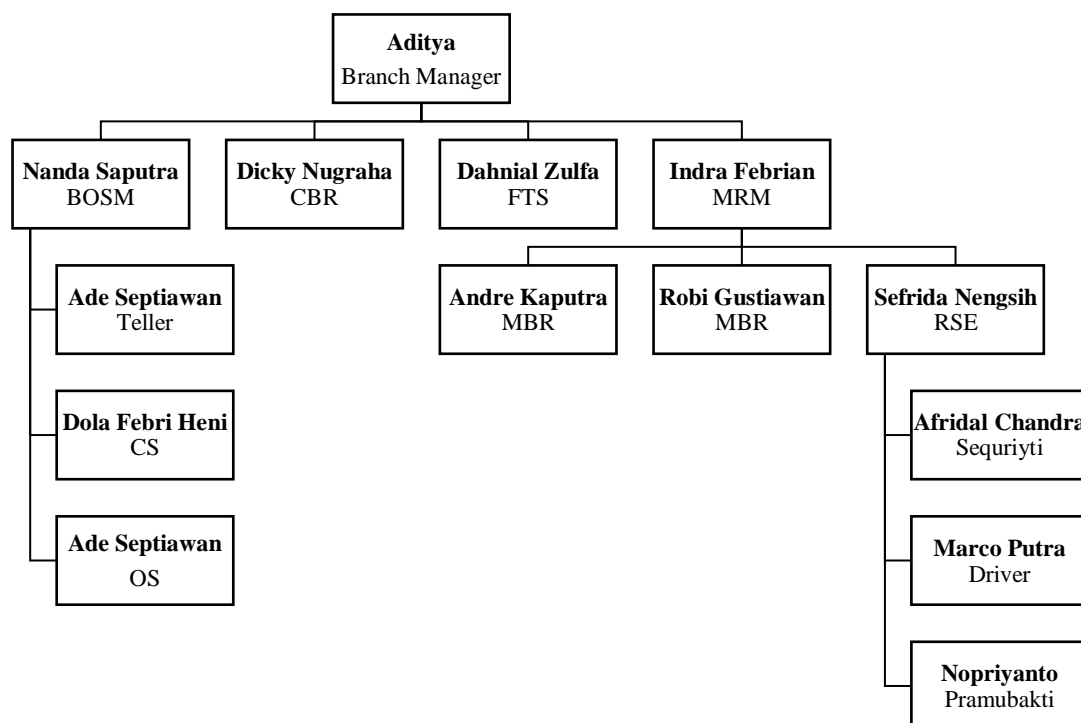 Aditya
Branch Manager
Nanda Saputra
BOSM
Dicky Nugraha
CBR
Dahnial Zulfa
FTS
Indra Febrian
MRM
Ade Septiawan
Teller
Andre Kaputra
MBR
Robi Gustiawan
MBR
Sefrida Nengsih
RSE
Dola Febri Heni
CS
Afridal Chandra
Sequriyti
Ade Septiawan
OS
Marco Putra
Driver
Nopriyanto
Pramubakti